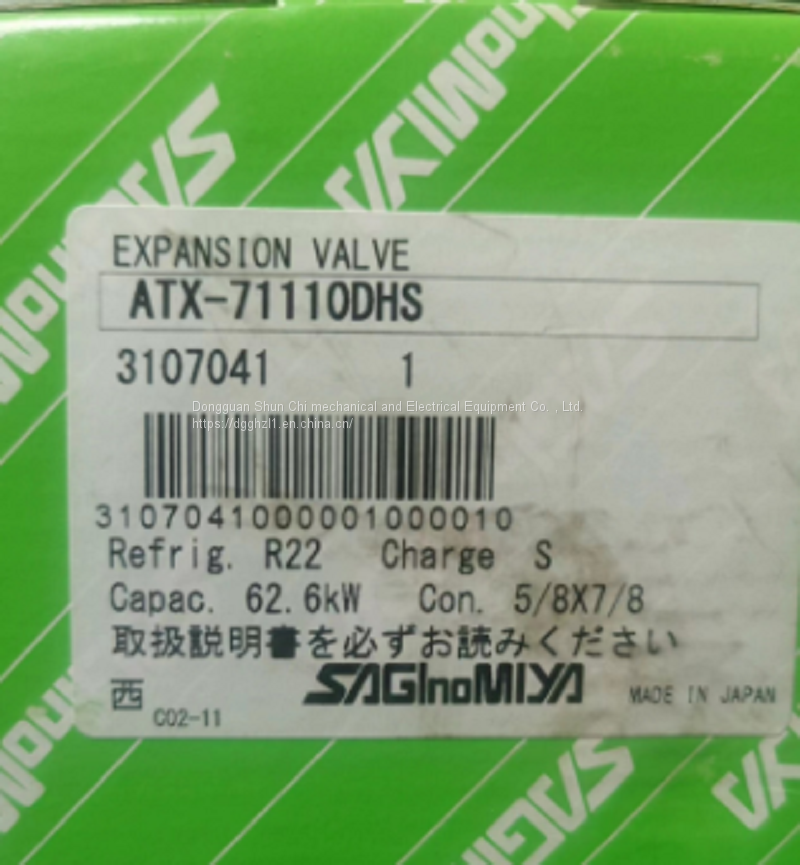 SAGInoMIYA
EXPANSION VALVE
ATX-71110DHS
3107041 1
Dongguan Shun Chi mechanical and Electrical Equipment Co. , Ltd.
https://dgghzl1.en.china.cn/
3107041000001000010
Refrig. R22 Charge S
Capac. 62.6kW Con. 5/8X7/8
取扱説明書を必ずお読みください
西 SAGInoMIYA MADE IN JAPAN
C02-11